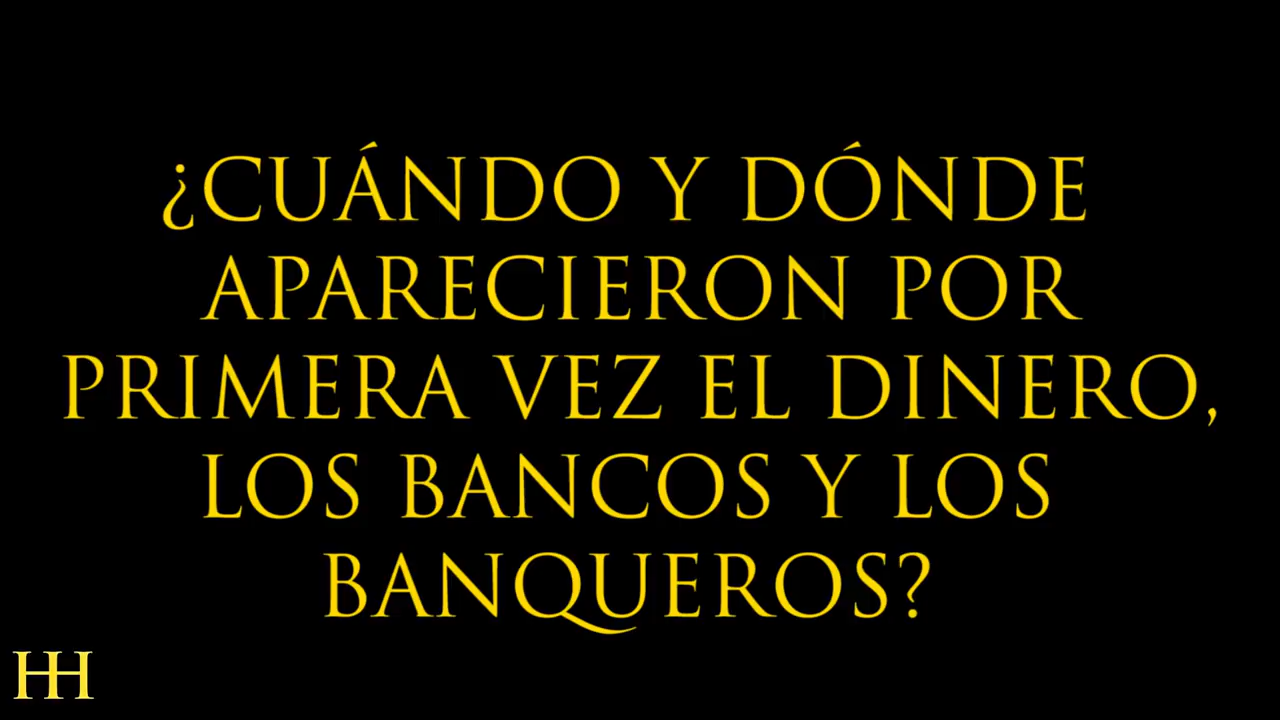 ¿CUÁNDO Y DÓNDE
APARECIERON POR
PRIMERA VEZ EL DINERO,
LOS BANCOS Y LOS
BANQUEROS?
HH